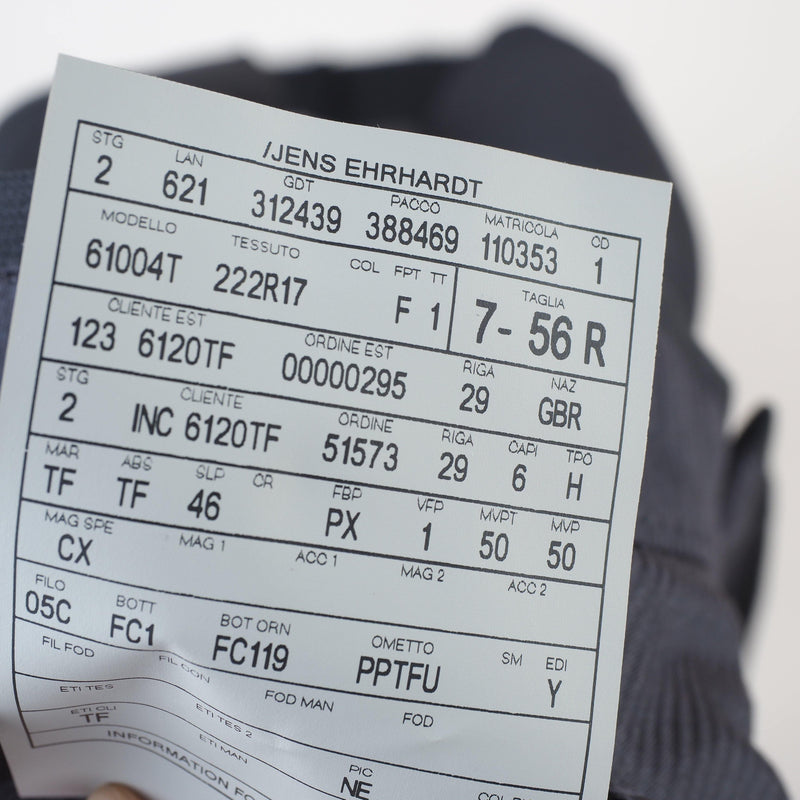 /JENS EHRHARDT
STG LAN GDT PACCO MATRICOLA CD
2 621 312439 388469 110353 1
MODELLO TESSUTO COL FPT TT TAGLIA
61004T 222R17 F 1 7- 56 R
CLIENTE EST ORDINE EST RIGA NAZ
123 6120TF 00000295 29 GBR
STG CLIENTE ORDINE RIGA CAPI TPO
2 INC 6120TF 51573 29 6 H
MAR ABS SLP CR FBP VFP MVPT MVP
TF TF 46 PX 1 50 50
MAG SPE MAG 1 ACC 1 MAG 2 ACC 2
CX
FILO BOTT BOT ORN OMETTO SM EDI
05C FC1 FC119 PPTFU Y
FIL FOD FIL CON FOD MAN FOD
ETI TES ETI TES 2
ETI CLI ETI MAN PIC
TF NE
INFORMATION